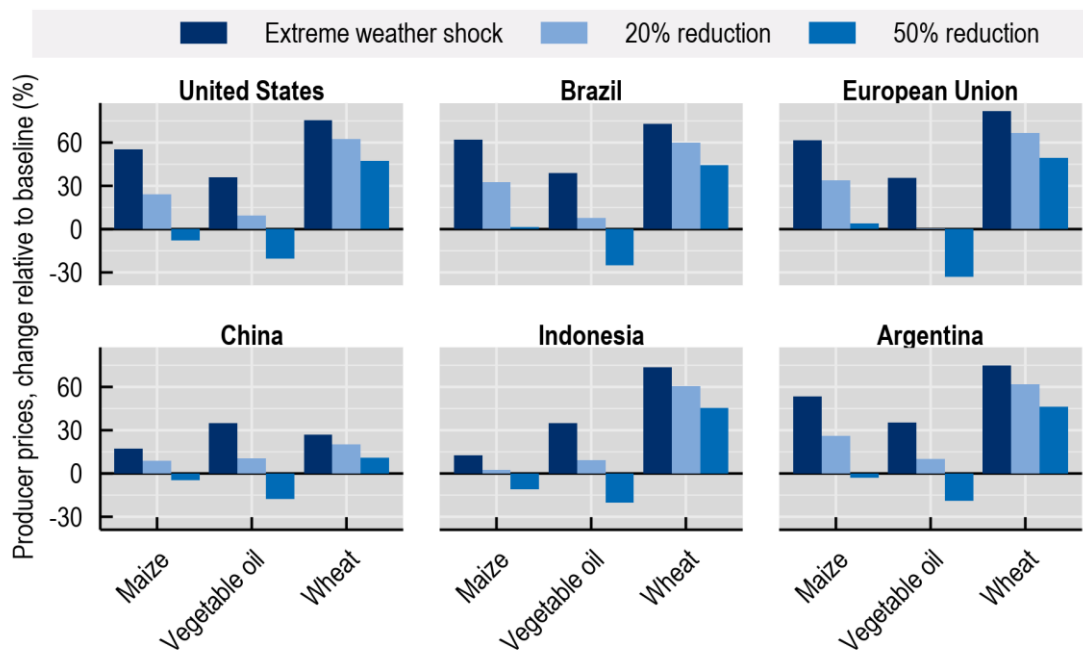 Extreme weather shock 20% reduction 50% reduction
Producer prices, change relative to baseline (%)
United States Brazil European Union
60
30
0
-30
China Indonesia Argentina
60
30
0
-30
Maize Vegetable oil Wheat Maize Vegetable oil Wheat Maize Vegetable oil Wheat